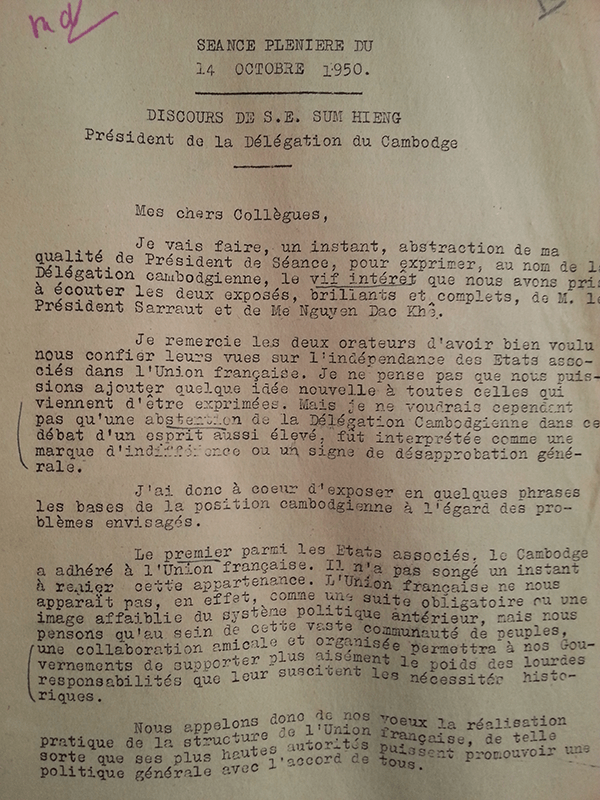 SEANCE PLENIERE DU
14 OCTOBRE 1950.
DISCOURS DE S.E. SUM HIENG
Président de la Délégation du Cambodge
Mes chers Collègues,
Je vais faire, un instant, abstraction de ma
qualité de Président de Séance, pour exprimer, au nom de l
Délégation cambodgienne, le vif intérêt que nous avons pris
à écouter les deux exposés, brillants et complets, de M. le
Président Sarraut et de Me Nguyen Dac Khê.
Je remercie les deux orateurs d'avoir bien voulu
nous confier leurs vues sur l'indépendance des Etats asso-
ciés dans l'Union française. Je ne pense pas que nous puis-
sions ajouter quelque idée nouvelle à toutes celles qui
viennent d'être exprimées. Mais je ne voudrais cependant
pas qu'une abstention de la Délégation Cambodgienne dans ce
débat d'un esprit aussi élevé, fût interprétée comme une
marque d'indifférence ou un signe de désapprobation géné-
rale.
J'ai donc à coeur d'exposer en quelques phrases
les bases de la position cambodgienne à l'égard des pro-
blèmes envisagés.
Le premier parmi les Etats associés, le Cambodge
a adhéré à l'Union française. Il n'a pas songé un instant
à renier cette appartenance. L'Union française ne nous
apparait pas, en effet, comme une suite obligatoire ou une
image affaiblie du système politique antérieur, mais nous
pensons qu'au sein de cette vaste communauté de peuples,
une collaboration amicale et organisée permettra à nos Gou-
vernements de supporter plus aisément le poids des lourdes
responsabilités que leur suscitent les nécessités histo-
riques.
Nous appelons donc de nos voeux la réalisation
pratique de la structure de l'Union française, de telle
sorte que ses plus hautes autorités puissent promouvoir une
politique générale avec l'accord de tous.